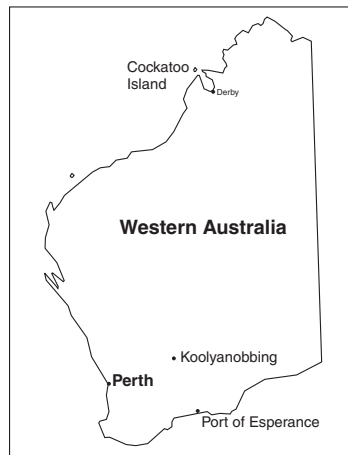 Cockatoo
Island
Derby
Western Australia
Koolyanobbing
Perth
Port of Esperance